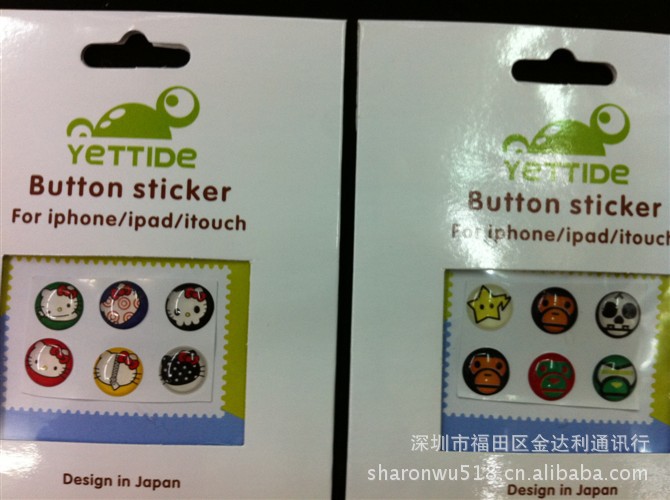 YETTIDE
Button sticker
For iphone/ipad/itouch
Design in Japan
YETTIDE
Button sticker
For iphone/ipad/itouch
Design in Japan
深圳市福田区金达利通讯行
sharonwu518.cn.alibaba.com